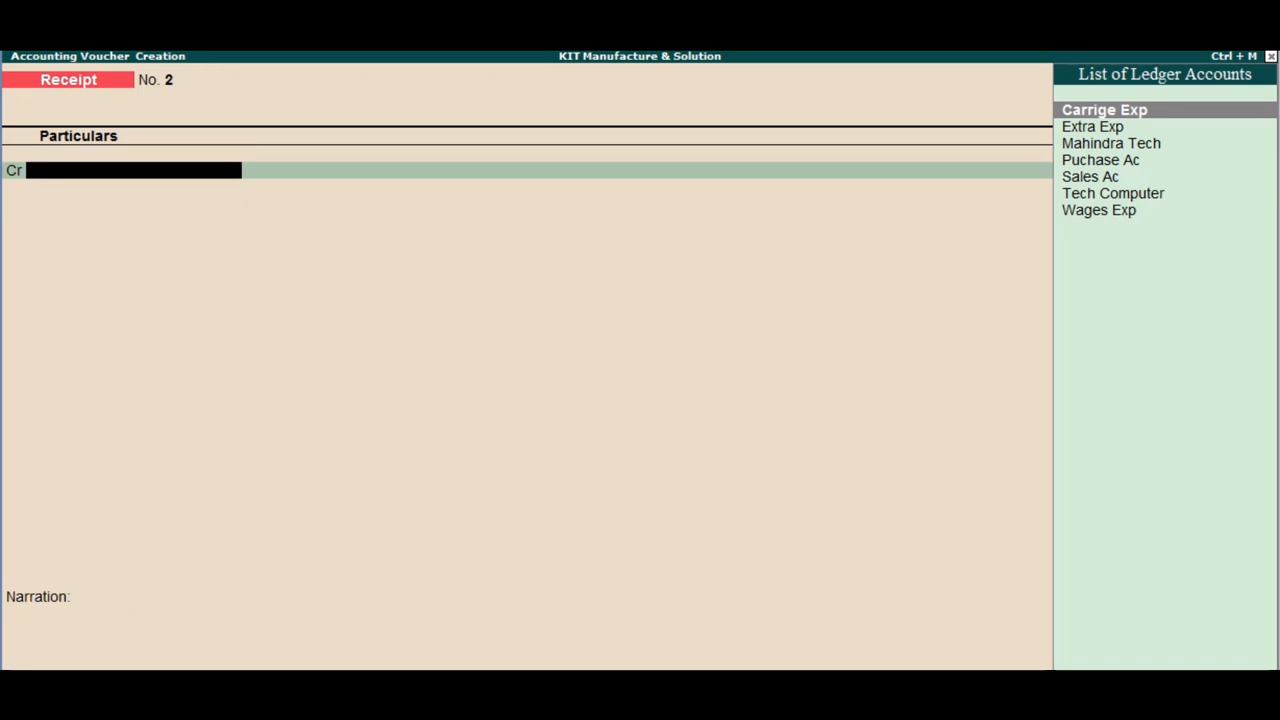 Accounting Voucher Creation KIT Manufacture & Solution Ctrl + M
Receipt No. 2
Particulars
Cr
Narration:
List of Ledger Accounts
Carrige Exp
Extra Exp
Mahindra Tech
Puchase Ac
Sales Ac
Tech Computer
Wages Exp